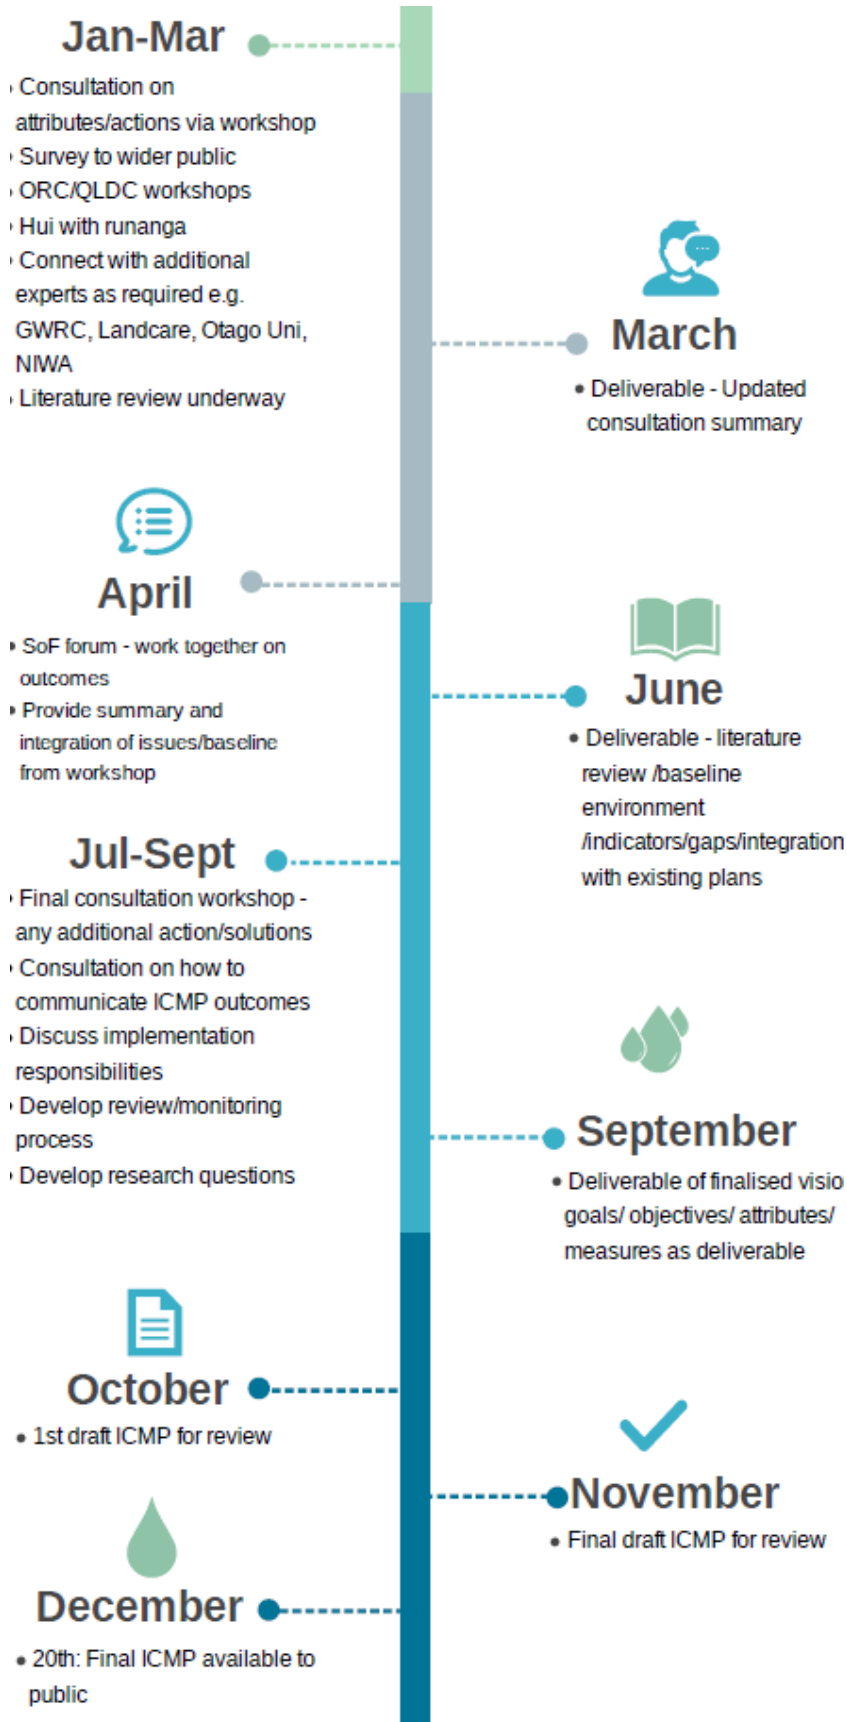 Jan-Mar
• Consultation on
attributes/actions via workshop
• Survey to wider public
• ORC/QLDC workshops
• Hui with runanga
• Connect with additional
experts as required e.g.
GWRC, Landcare, Otago Uni,
NIWA
• Literature review underway
March
• Deliverable - Updated
consultation summary
April
• SoF forum - work together on
outcomes
• Provide summary and
integration of issues/baseline
from workshop
June
• Deliverable - literature
review /baseline
environment
/indicators/gaps/integration
with existing plans
Jul-Sept
• Final consultation workshop -
any additional action/solutions
• Consultation on how to
communicate ICMP outcomes
• Discuss implementation
responsibilities
• Develop review/monitoring
process
• Develop research questions
September
• Deliverable of finalised visio
goals/ objectives/ attributes/
measures as deliverable
October
• 1st draft ICMP for review
November
• Final draft ICMP for review
December
• 20th: Final ICMP available to
public